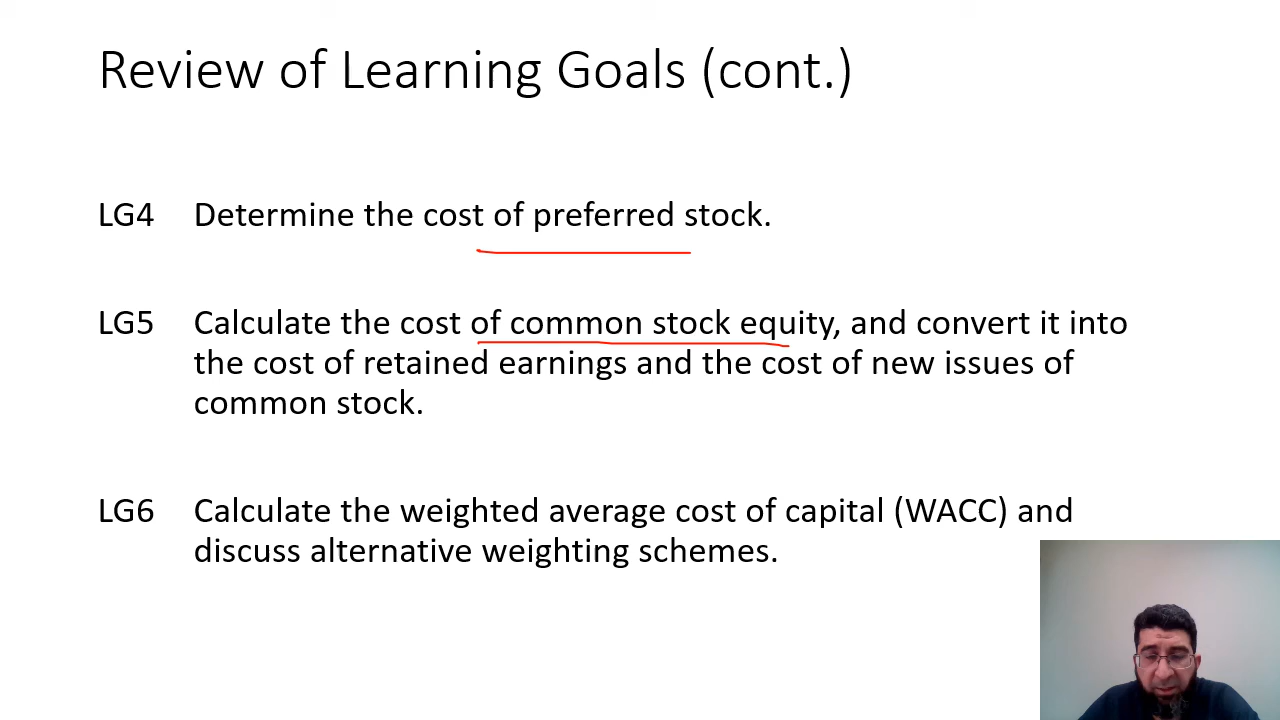 Review of Learning Goals (cont.)
LG4 Determine the cost of preferred stock.
LG5 Calculate the cost of common stock equity, and convert it into
the cost of retained earnings and the cost of new issues of
common stock.
LG6 Calculate the weighted average cost of capital (WACC) and
discuss alternative weighting schemes.